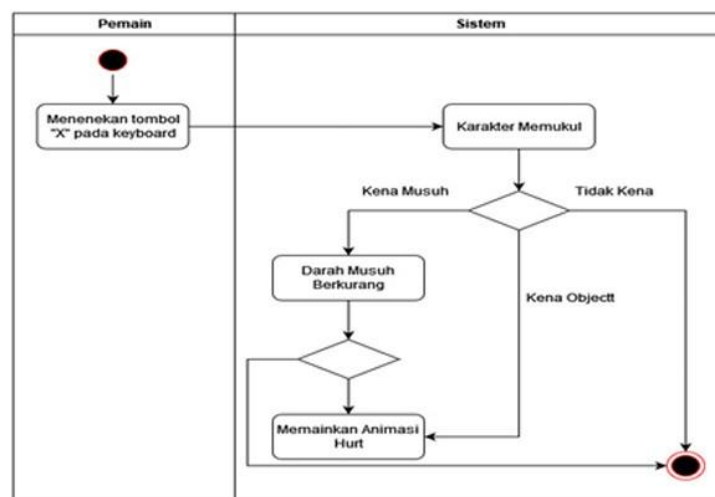 Pemain
Sistem
Menenekan tombol
"X" pada keyboard
Karakter Memukul
Kena Musuh
Tidak Kena
Darah Musuh
Berkurang
Kena Objectt
Memainkan Animasi
Hurt